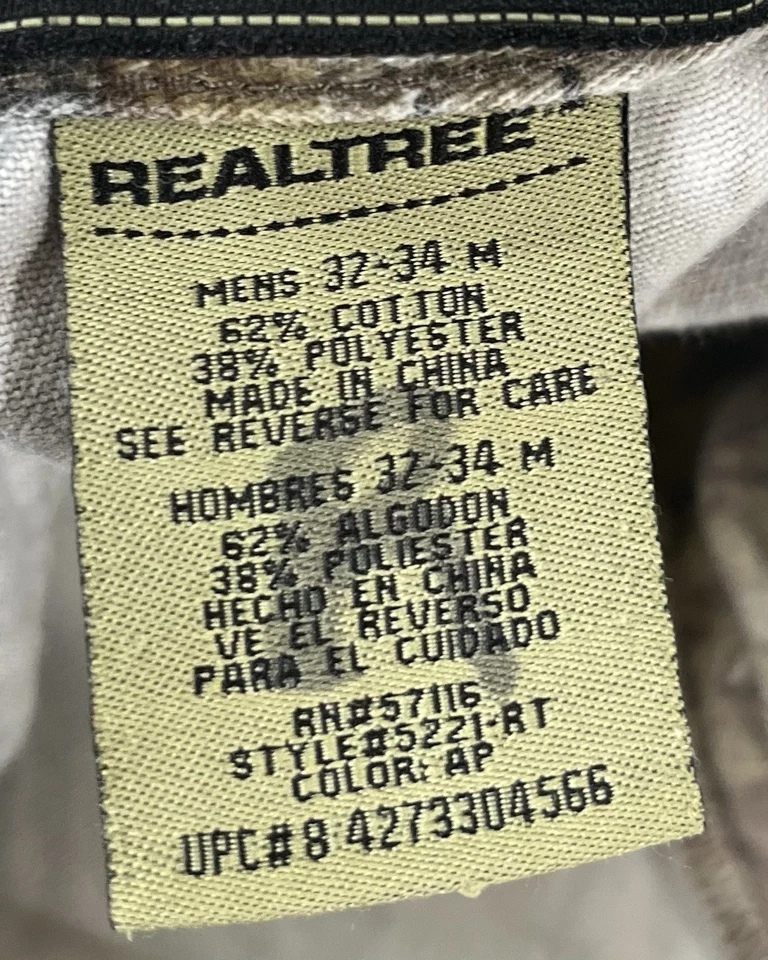 REALTREE™
MENS 32-34 M
62% COTTON
38% POLYESTER
MADE IN CHINA
SEE REVERSE FOR CARE
HOMBRES 32-34 M
62% ALGODON
38% POLIESTER
HECHO EN CHINA
VE EL REVERSO
PARA EL CUIDADO
RN#57116
STYLE#5221-RT
COLOR: AP
UPC#8 4273304566